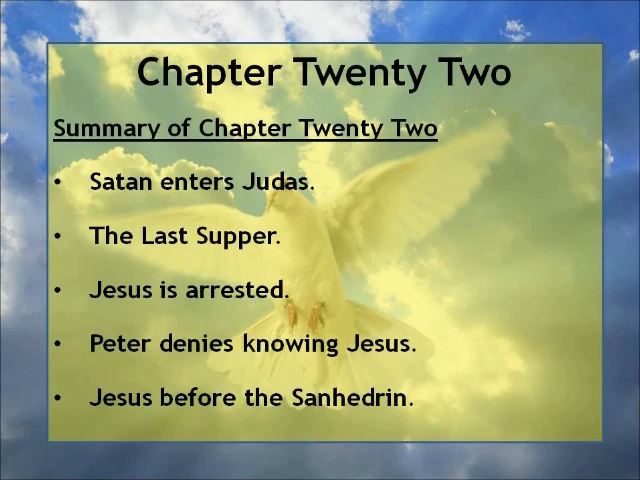 Chapter Twenty Two
Summary of Chapter Twenty Two
• Satan enters Judas.
• The Last Supper.
• Jesus is arrested.
• Peter denies knowing Jesus.
• Jesus before the Sanhedrin.